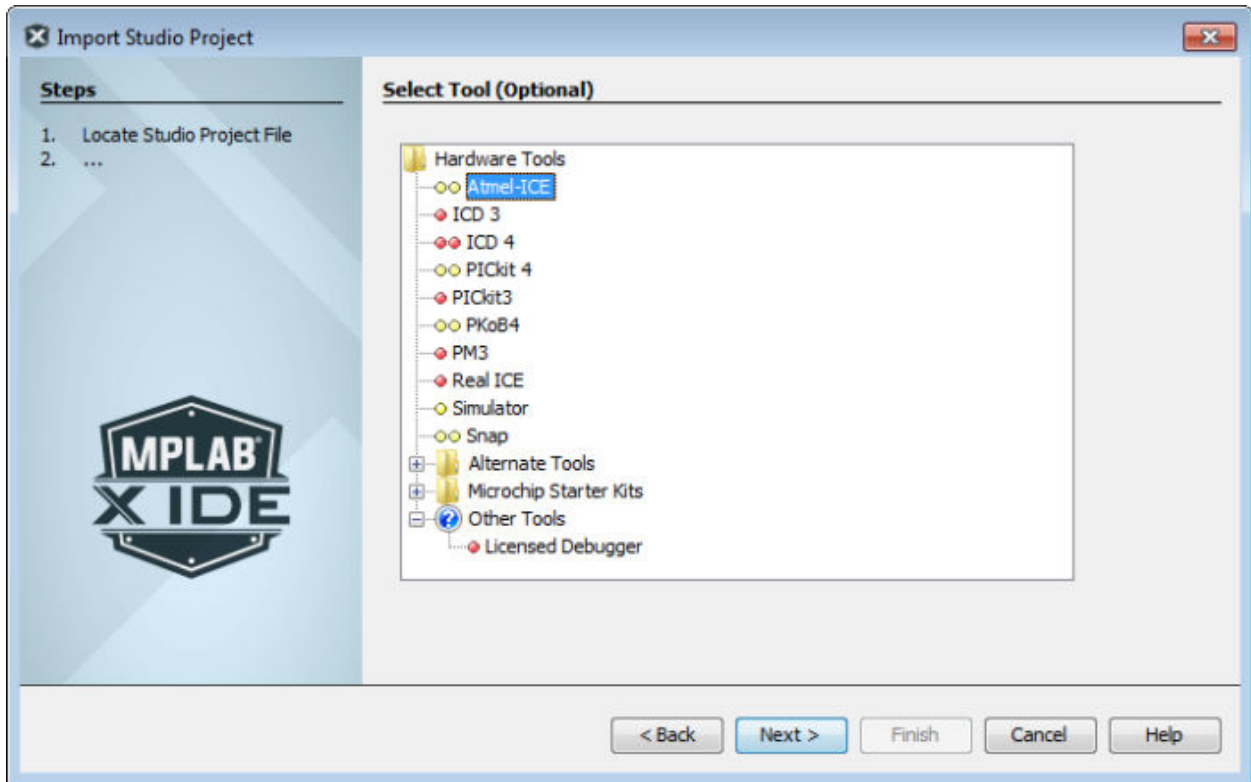 Import Studio Project
Steps
1. Locate Studio Project File
2. ...
MPLAB®
X IDE
Select Tool (Optional)
Hardware Tools
Atmel-ICE
ICD 3
ICD 4
PICkit 4
PICkit3
PKoB4
PM3
Real ICE
Simulator
Snap
Alternate Tools
Microchip Starter Kits
Other Tools
Licensed Debugger
< Back Next > Finish Cancel Help